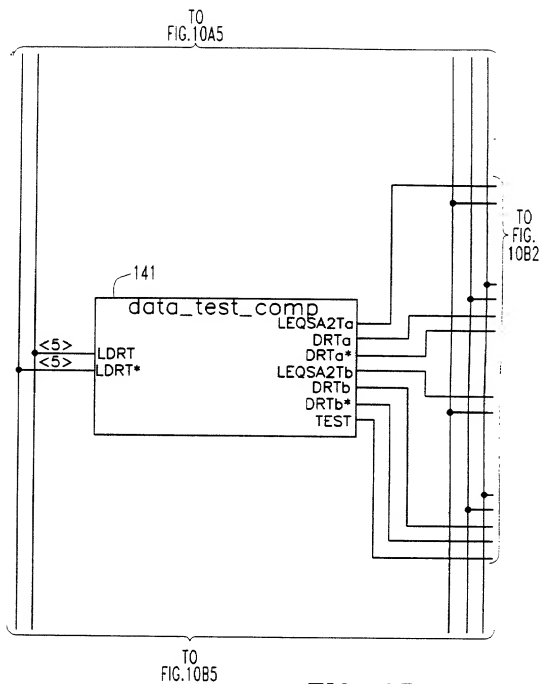 TO
FIG.10A5
TO
FIG.
10B2
141
data_test_comp
LEQSA2Ta
DRTa
<5> LDRT DRTa*
<5> LDRT* LEQSA2Tb
DRTb
DRTb*
TEST
TO
FIG.10B5